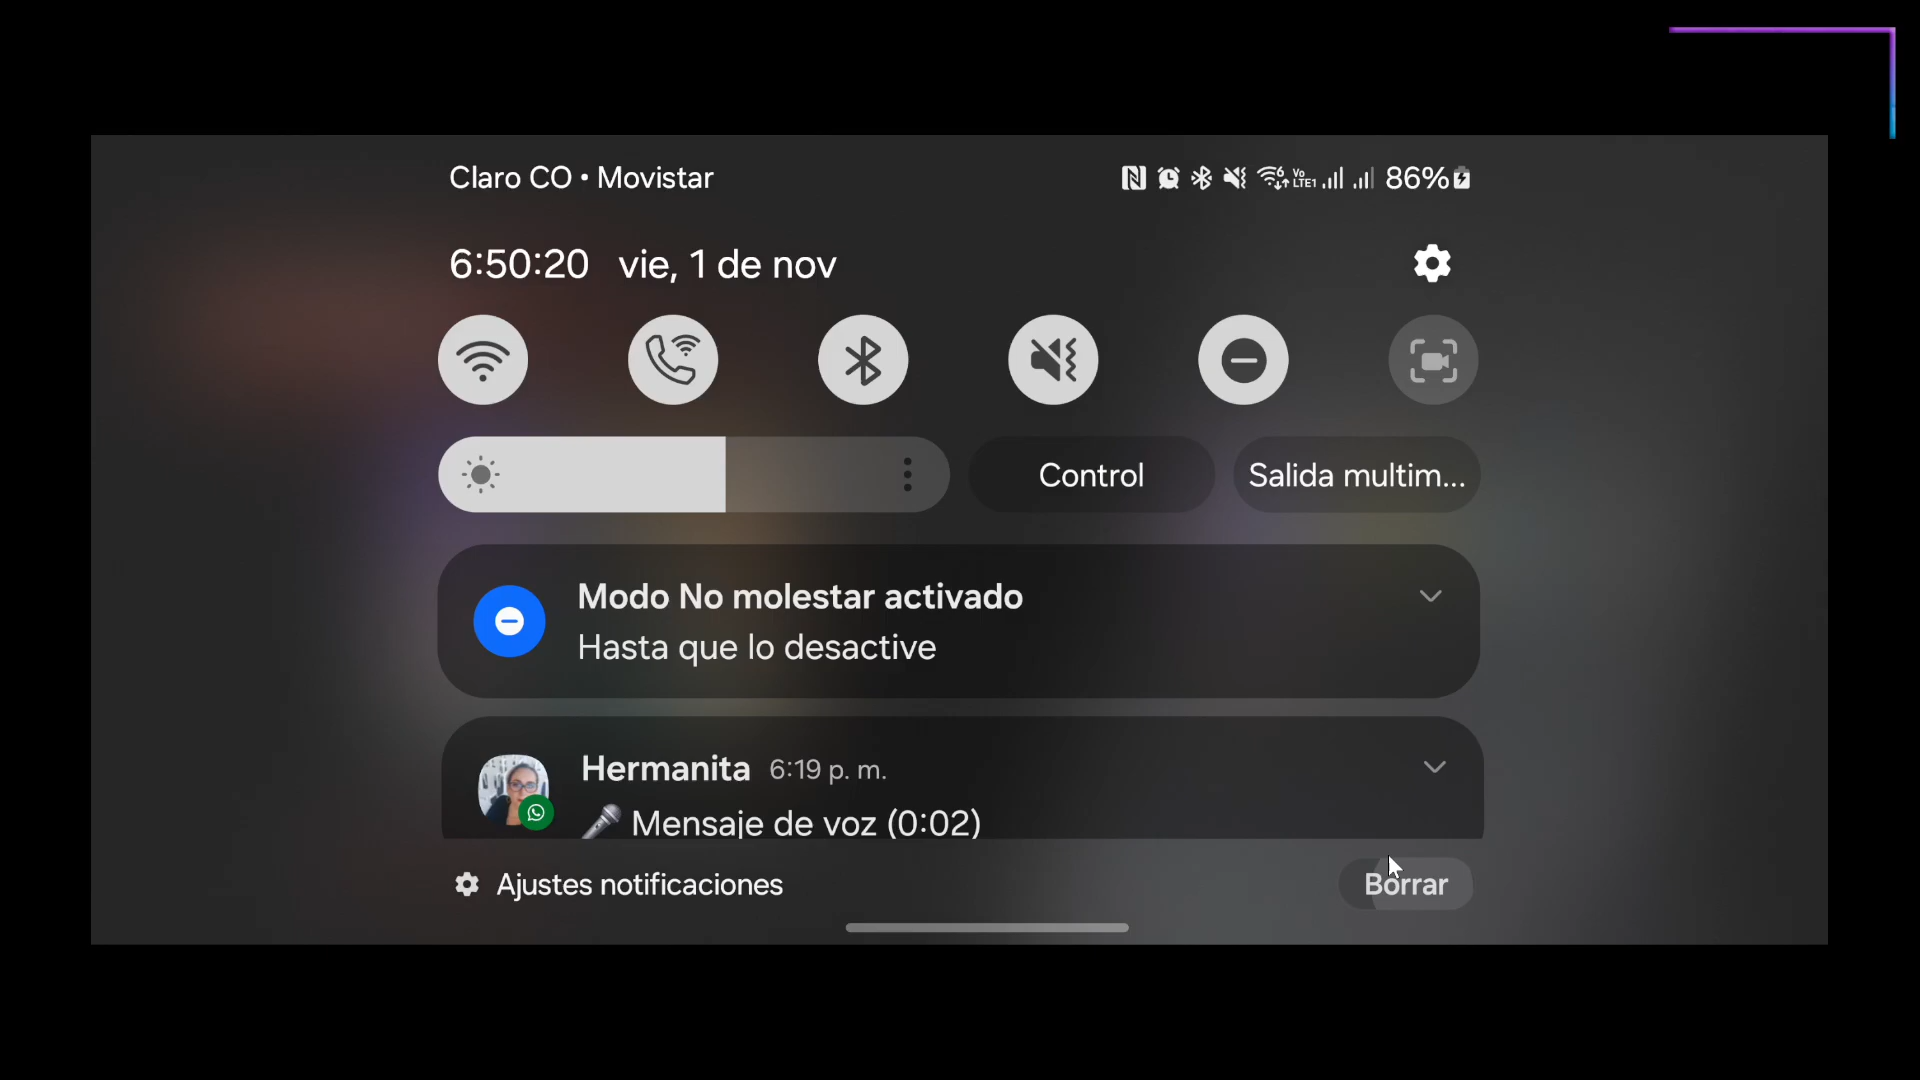 Claro CO • Movistar
86%
6:50:20 vie, 1 de nov
Control
Salida multim...
Modo No molestar activado
Hasta que lo desactive
Hermanita 6:19 p. m.
🎤 Mensaje de voz (0:02)
Ajustes notificaciones
Borrar